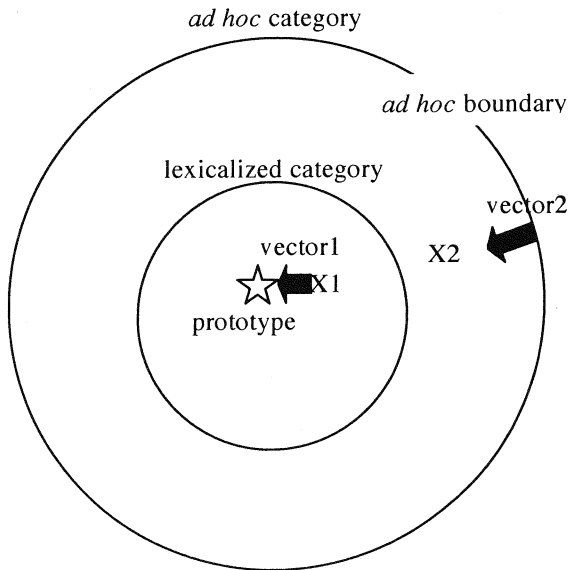 ad hoc category
ad hoc boundary
lexicalized category
vector2
vector1
X2
X1
prototype